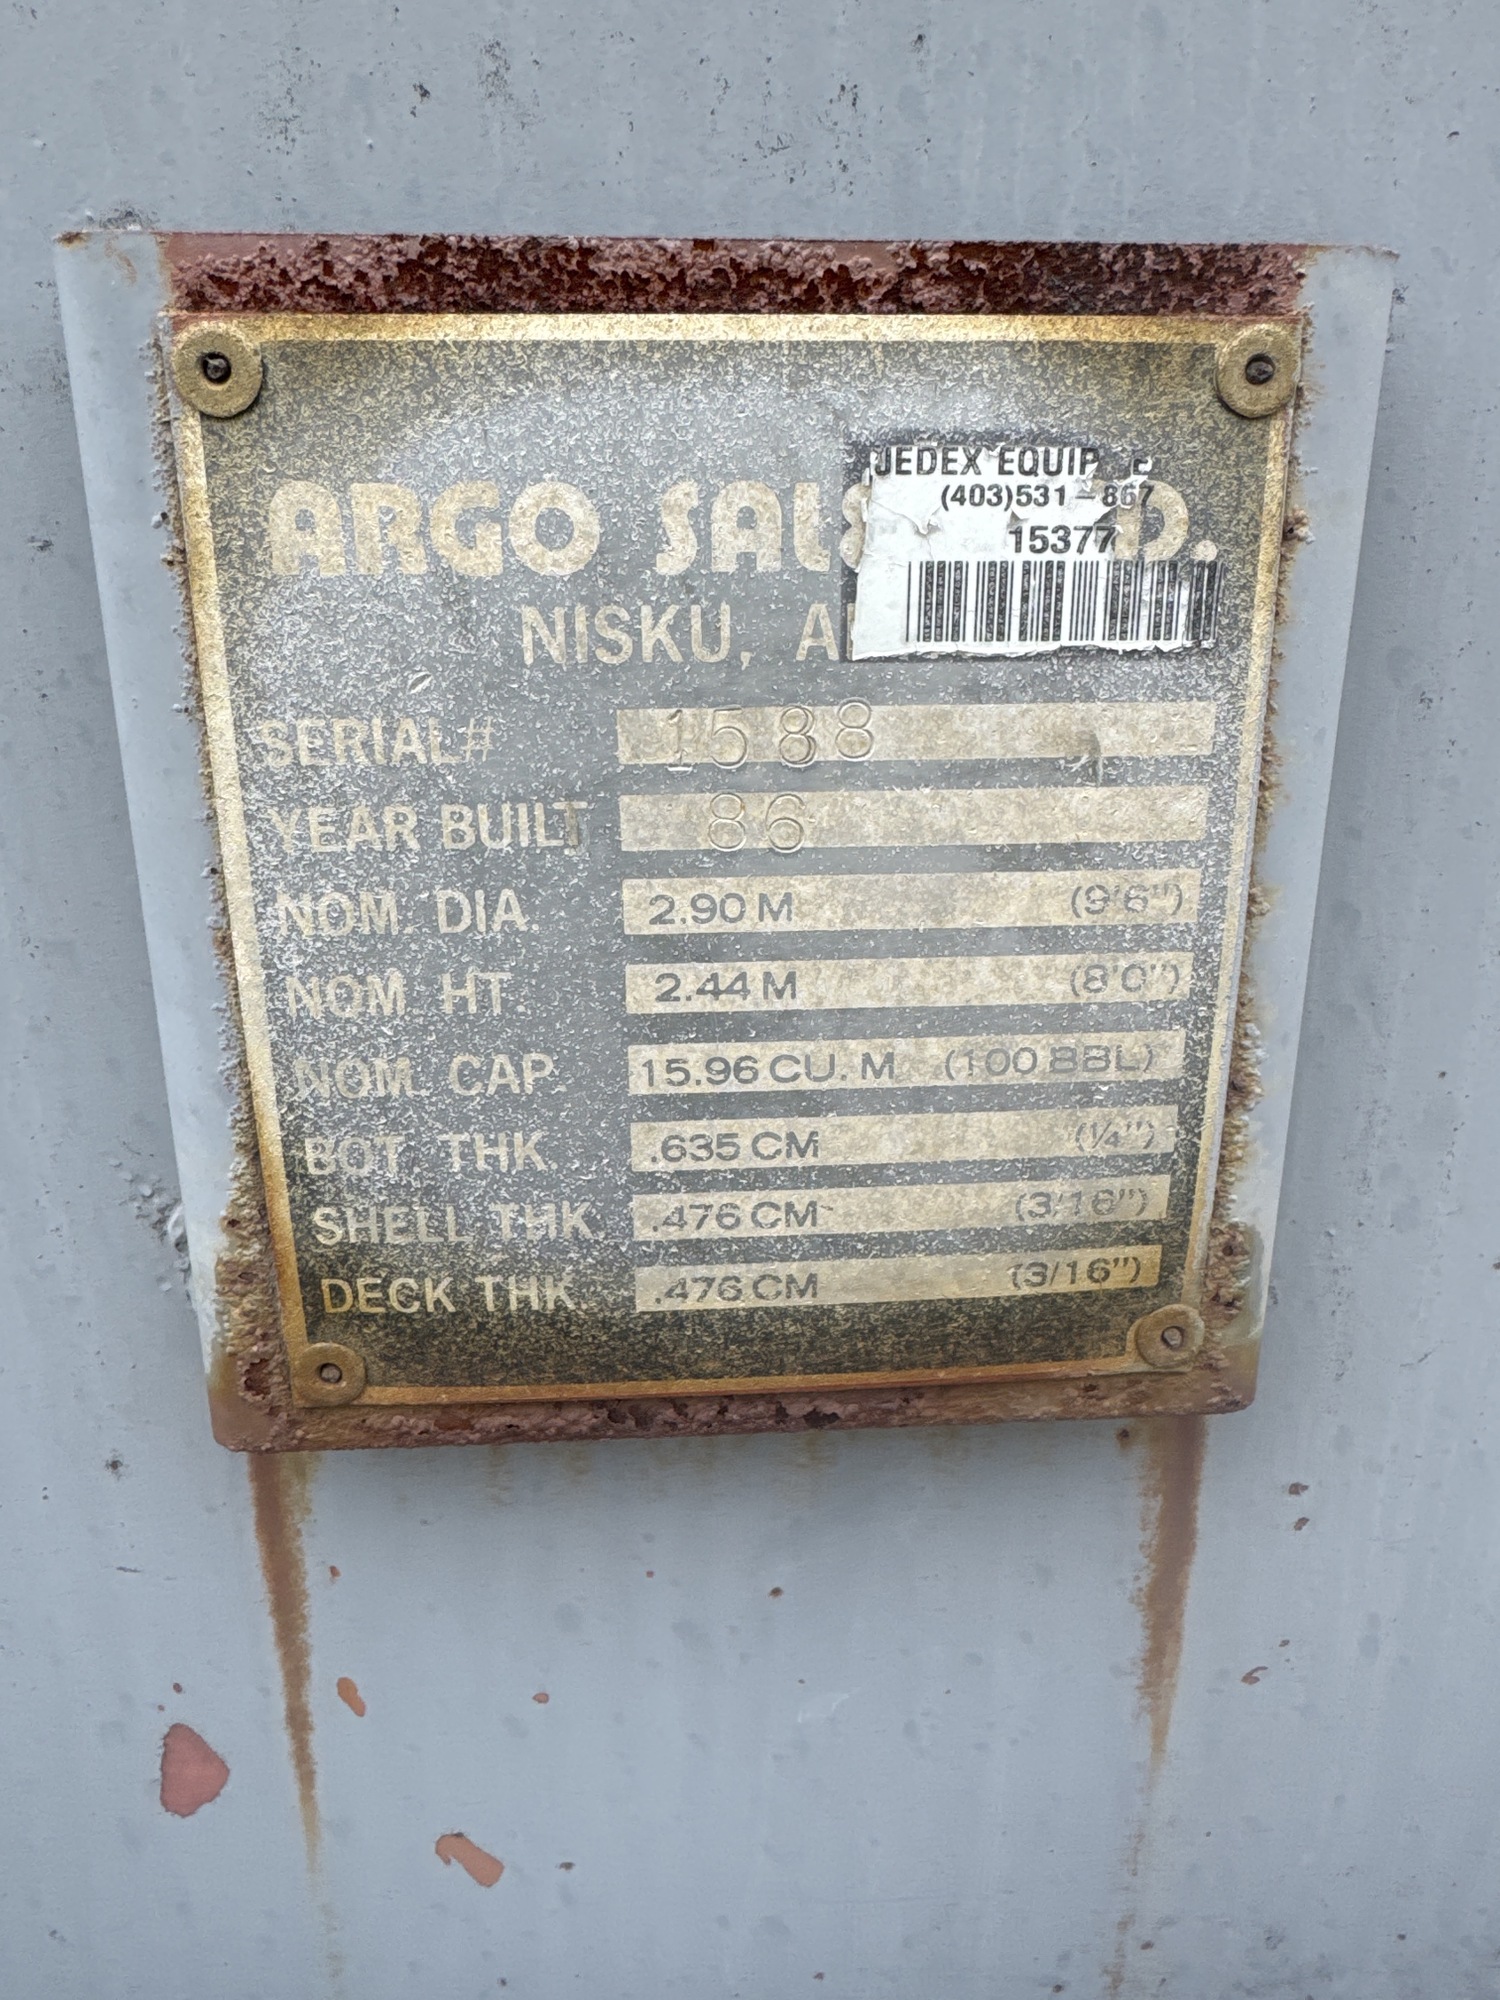 ARGO SAL
D.
JEDEX EQUIP
(403)531-867
15377
NISKU, A
SERIAL# 1588
YEAR BUILT 86
NOM. DIA. 2.90 M (9'6")
NOM. HT. 2.44 M (8'0")
NOM. CAP. 15.96 CU. M. (100 BBL)
BOT. THK. .635 CM (1/4")
SHELL THK. .476 CM (3/16")
DECK THK. .476 CM (3/16")